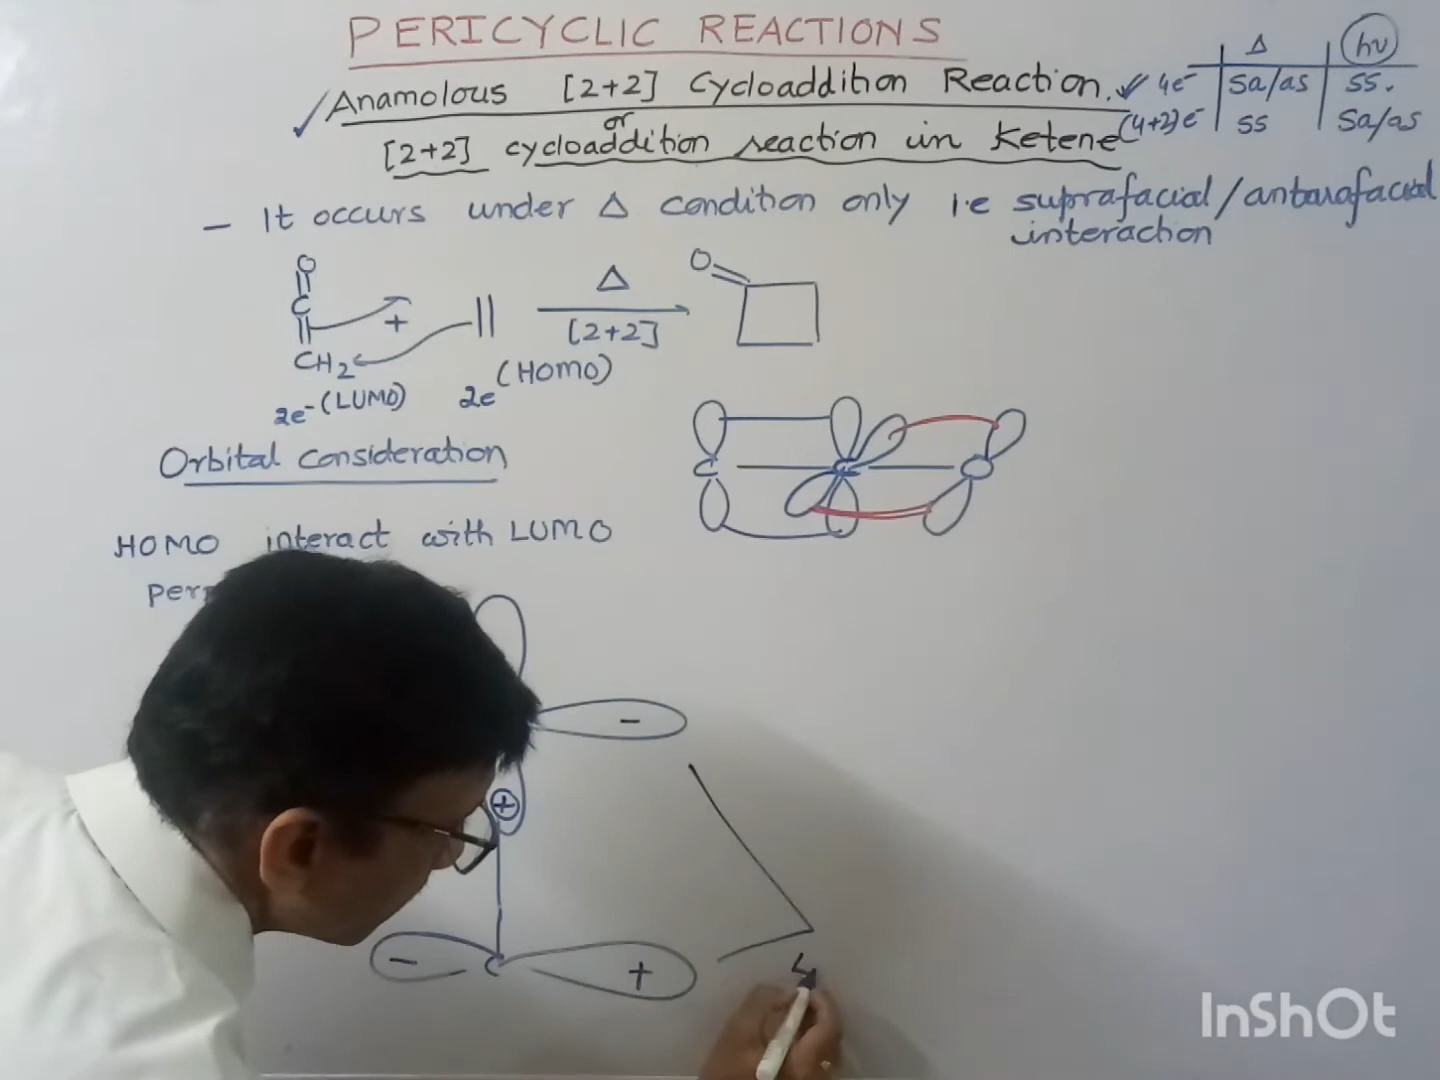 PERICYCLIC REACTIONS
Δ hν
Anamolous [2+2] Cycloaddition Reaction. ✓ 4e⁻ sa/as ss.
or
[2+2] cycloaddition reaction in Ketene (4+2)e⁻ ss sa/as
– It occurs under Δ condition only i.e suprafacial/antarafacial
interaction
O
C + || Δ O
[2+2]
CH2
2e⁻(LUMO) 2e (HOMO)
Orbital consideration
C C O
HOMO interact with LUMO
-
+
- C +
InShOt